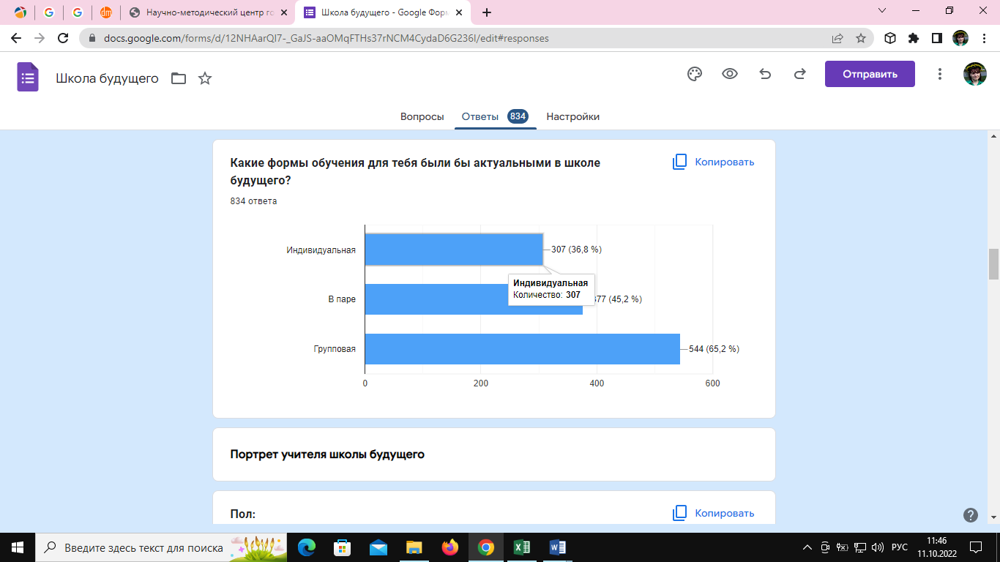 Научно-методический центр го
Школа будущего - Google Фор
docs.google.com/forms/d/12NHAarQI7-_GaJS-aaOMqFTHs37rNCM4CydaD6G236I/edit#responses
Школа будущего
Отправить
Вопросы
Ответы 834
Настройки
Какие формы обучения для тебя были бы актуальными в школе
будущего?
Копировать
834 ответа
Индивидуальная
307 (36,8 %)
Индивидуальная
Количество: 307
В паре
77 (45,2 %)
Групповая
544 (65,2 %)
0 200 400 600
Портрет учителя школы будущего
Пол:
Копировать
Введите здесь текст для поиска
РУС
11:46
11.10.2022